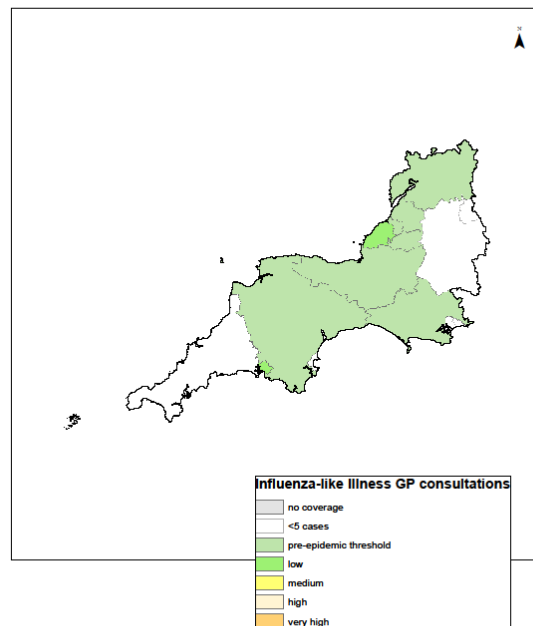 N
Influenza-like Illness GP consultations
no coverage
<5 cases
pre-epidemic threshold
low
medium
high
very high